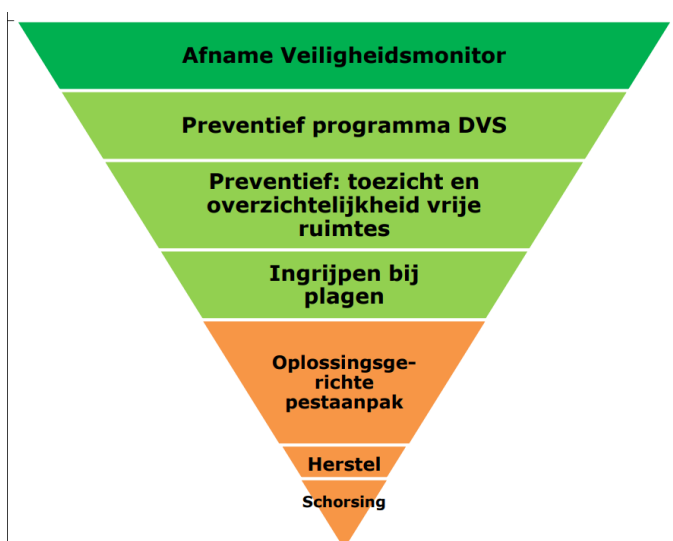 Afname Veiligheidsmonitor
Preventief programma DVS
Preventief: toezicht en
overzichtelijkheid vrije
ruimtes
Ingrijpen bij
plagen
Oplossingsge-
richte
pestaanpak
Herstel
Schorsing